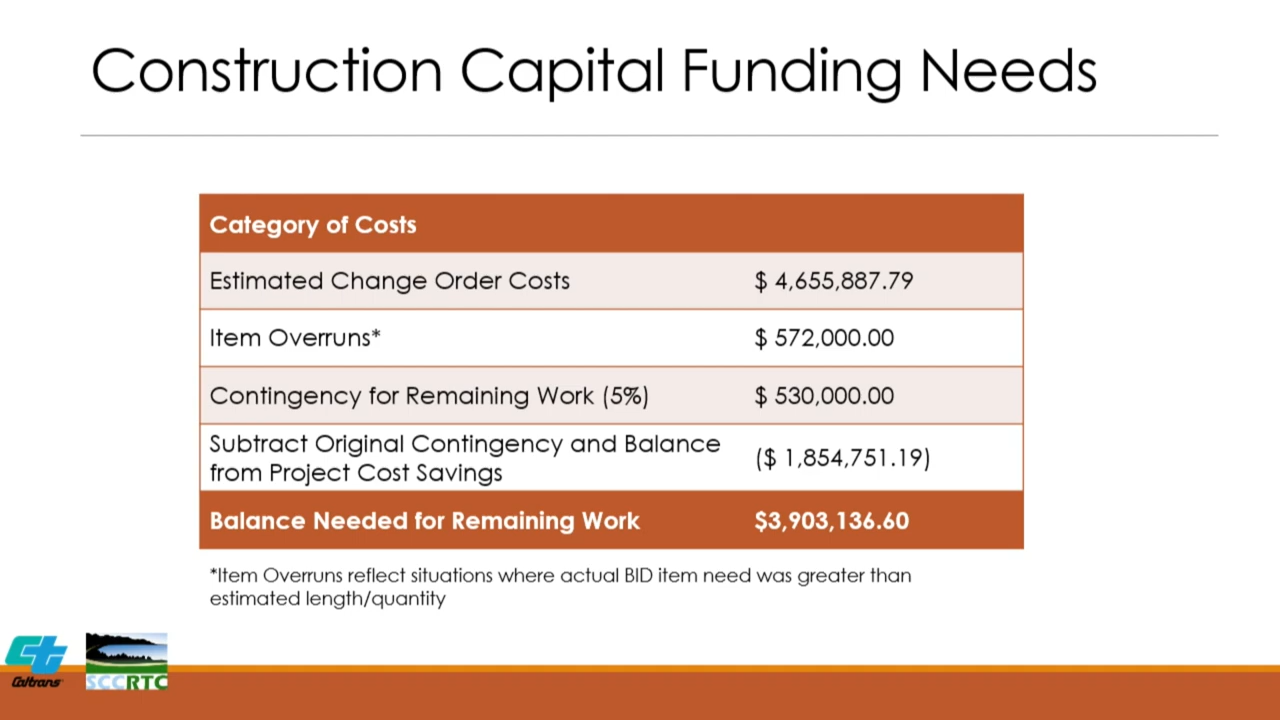 Construction Capital Funding Needs
Category of Costs
Estimated Change Order Costs $ 4,655,887.79
Item Overruns* $ 572,000.00
Contingency for Remaining Work (5%) $ 530,000.00
Subtract Original Contingency and Balance
from Project Cost Savings ($ 1,854,751.19)
Balance Needed for Remaining Work $3,903,136.60
*Item Overruns reflect situations where actual BID item need was greater than
estimated length/quantity
Caltrans
SCCRTC